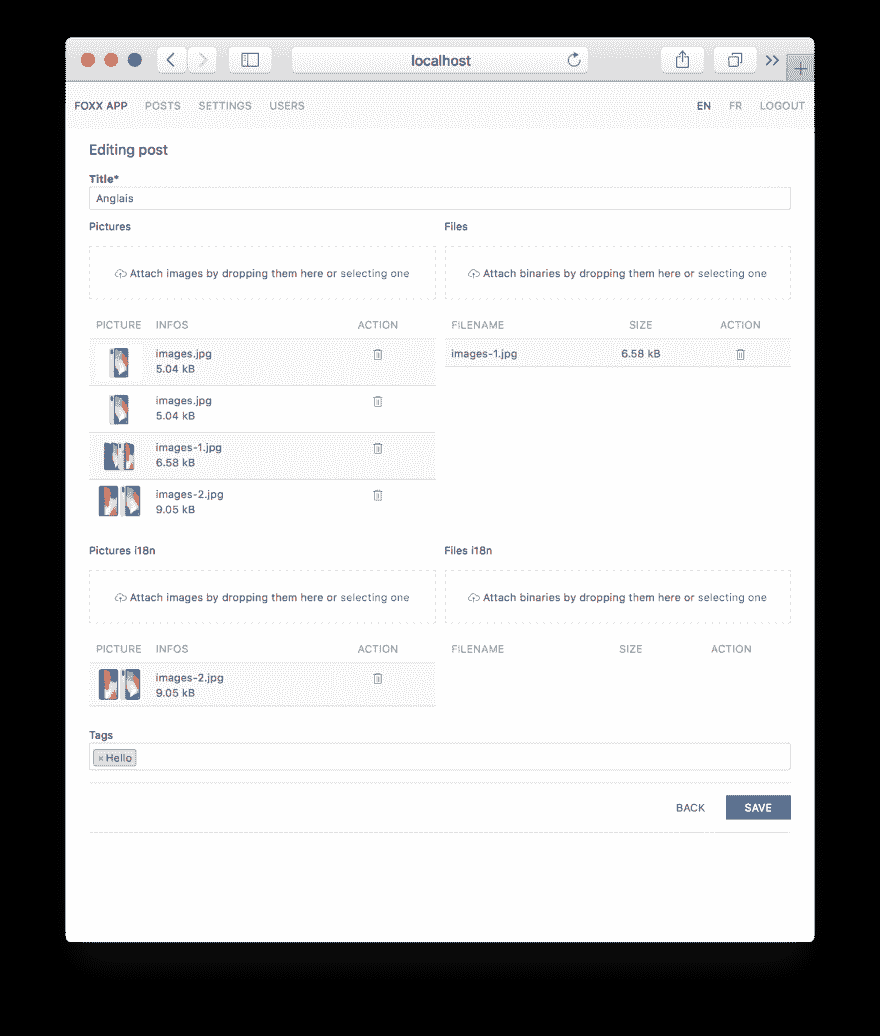 localhost
FOXX APP POSTS SETTINGS USERS EN FR LOGOUT
Editing post
Title*
Anglais
Pictures Files
Attach images by dropping them here or selecting one Attach binaries by dropping them here or selecting one
PICTURE INFOS ACTION FILENAME SIZE ACTION
images.jpg images-1.jpg 6.58 kB
5.04 kB
images.jpg
5.04 kB
images-1.jpg
6.58 kB
images-2.jpg
9.05 kB
Pictures i18n Files i18n
Attach images by dropping them here or selecting one Attach binaries by dropping them here or selecting one
PICTURE INFOS ACTION FILENAME SIZE ACTION
images-2.jpg
9.05 kB
Tags
× Hello
BACK SAVE